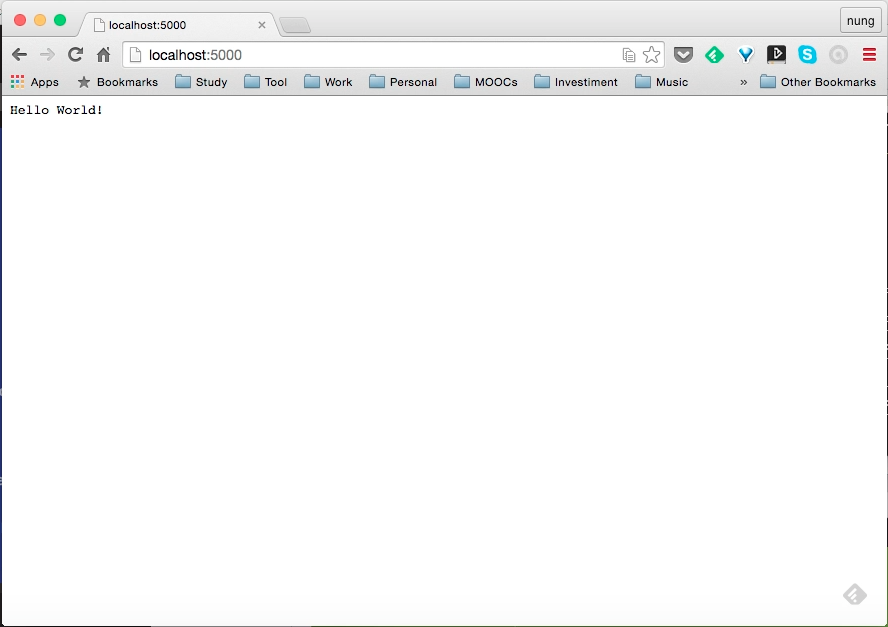 localhost:5000
nung
localhost:5000
Apps Bookmarks Study Tool Work Personal MOOCs Investiment Music » Other Bookmarks
Hello World!